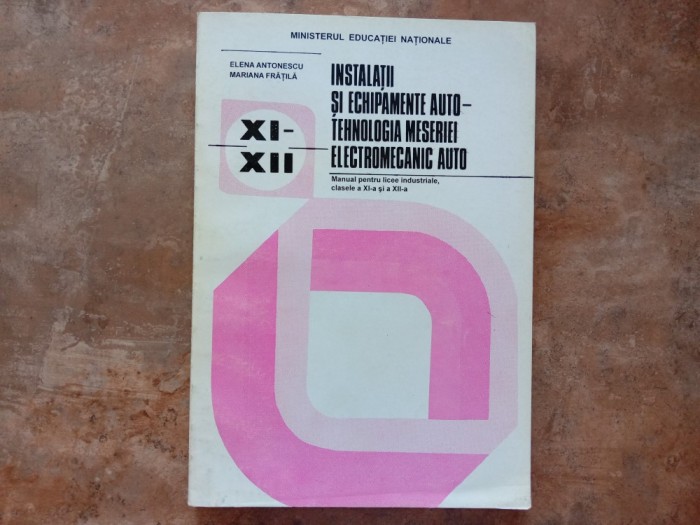 MINISTERUL EDUCAȚIEI NAȚIONALE
ELENA ANTONESCU
MARIANA FRĂȚILĂ
INSTALAȚII
ȘI ECHIPAMENTE AUTO–
TEHNOLOGIA MESERIEI
ELECTROMECANIC AUTO
XI–
XII
Manual pentru licee industriale,
clasele a XI-a și a XII-a